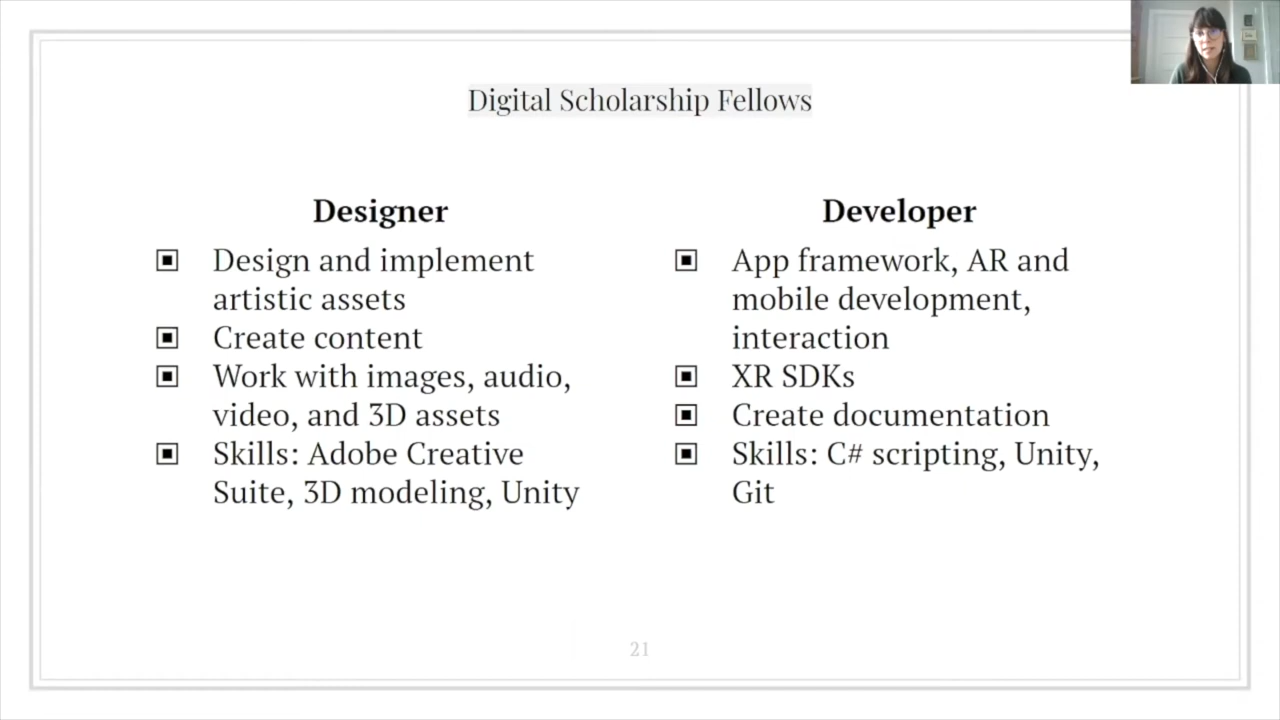 Digital Scholarship Fellows
Designer
Design and implement
artistic assets
Create content
Work with images, audio,
video, and 3D assets
Skills: Adobe Creative
Suite, 3D modeling, Unity
Developer
App framework, AR and
mobile development,
interaction
XR SDKs
Create documentation
Skills: C# scripting, Unity,
Git
21